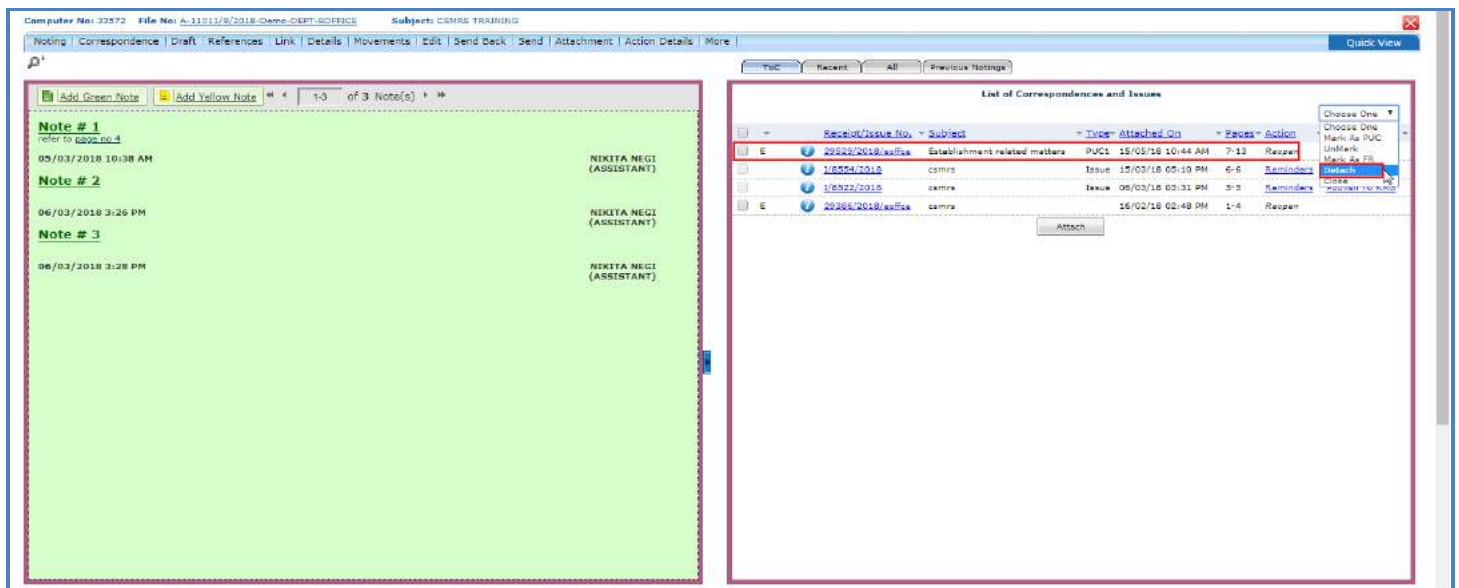 Computer No: 33572 File No: A-11011/8/2018-Demo-DEPT-EOFFICE Subject: CSMRS TRAINING
Noting | Correspondence | Draft | References | Link | Details | Movements | Edit | Send Back | Send | Attachment | Action Details | More |
Quick View
ToC Recent All Previous Notings
Add Green Note Add Yellow Note 1-3 of 3 Note(s)
Note # 1
refer to page no 4
05/03/2018 10:38 AM NIKITA NEGI
(ASSISTANT)
Note # 2
06/03/2018 3:26 PM NIKITA NEGI
(ASSISTANT)
Note # 3
06/03/2018 3:28 PM NIKITA NEGI
(ASSISTANT)
List of Correspondences and Issues
Choose One
Choose One
Mark As PUC
UnMark
Mark As FR
Detach
Close
Receipt/Issue No. Subject Type Attached On Pages Action
E 29529/2018/eoffice Establishment related matters PUC1 15/05/18 10:44 AM 7-13 Reopen
I/8554/2018 csmrs Issue 15/03/18 05:10 PM 6-6 Reminders
I/8522/2018 csmrs Issue 06/03/18 03:31 PM 5-5 Reminders
E 29386/2018/eoffice csmrs 16/02/18 02:48 PM 1-4 Reopen
Attach